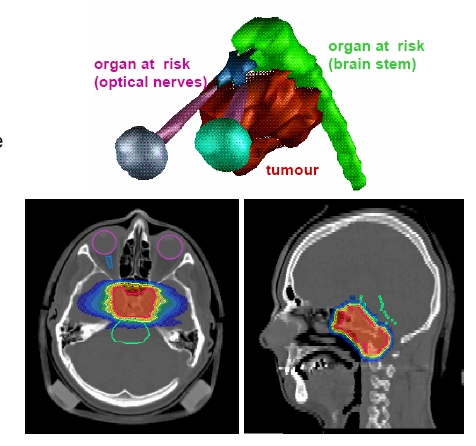 organ at risk
(optical nerves)
organ at risk
(brain stem)
e
tumour